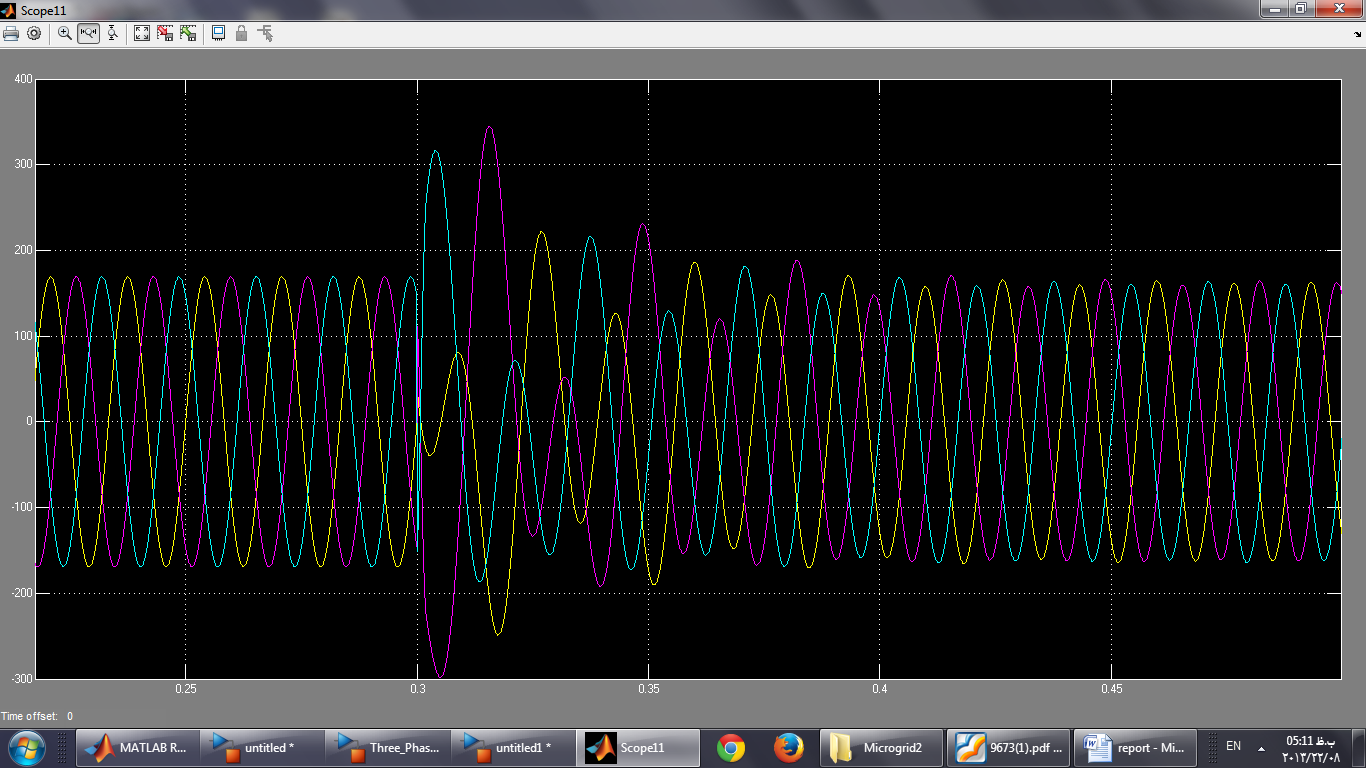 Scope11
400
300
200
100
0
-100
-200
-300
0.25
0.3
0.35
0.4
0.45
Time offset: 0
MATLAB R...
untitled *
Three_Phas...
untitled1 *
Scope11
Microgrid2
9673(1).pdf ...
report - Mi...
EN
05:11 ب.ظ
۲۰۱۳/۲۲/۰۸